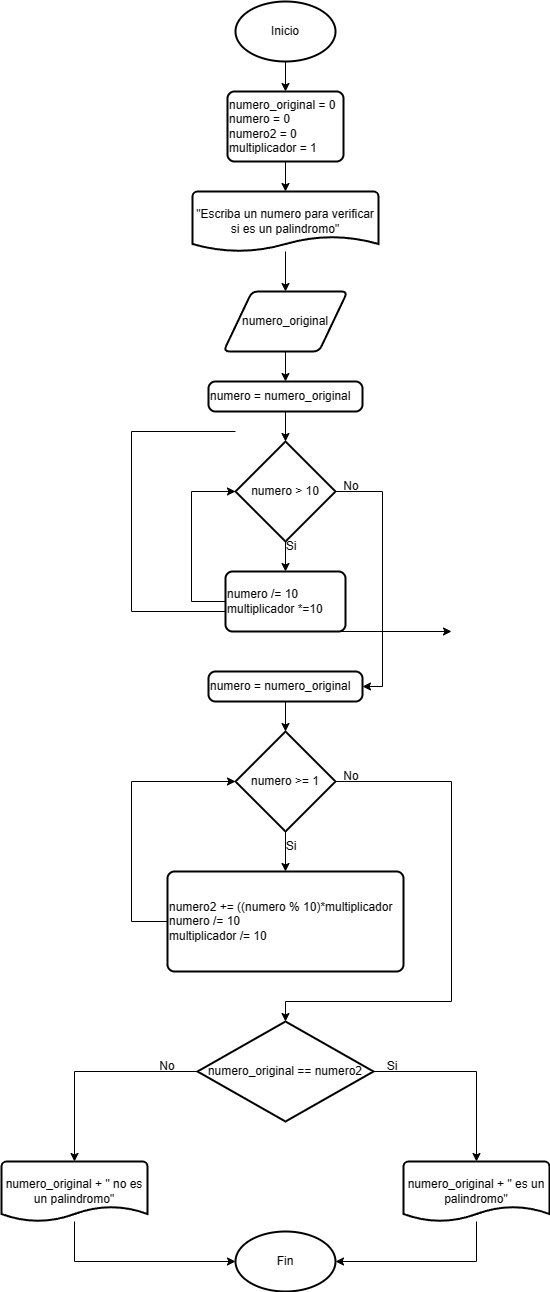 Inicio
numero_original = 0
numero = 0
numero2 = 0
multiplicador = 1
"Escriba un numero para verificar
si es un palindromo"
numero_original
numero = numero_original
numero > 10
No
Si
numero /= 10
multiplicador *=10
numero = numero_original
numero >= 1
No
Si
numero2 += ((numero % 10)*multiplicador
numero /= 10
multiplicador /= 10
numero_original == numero2
No
Si
numero_original + " no es
un palindromo"
numero_original + " es un
palindromo"
Fin